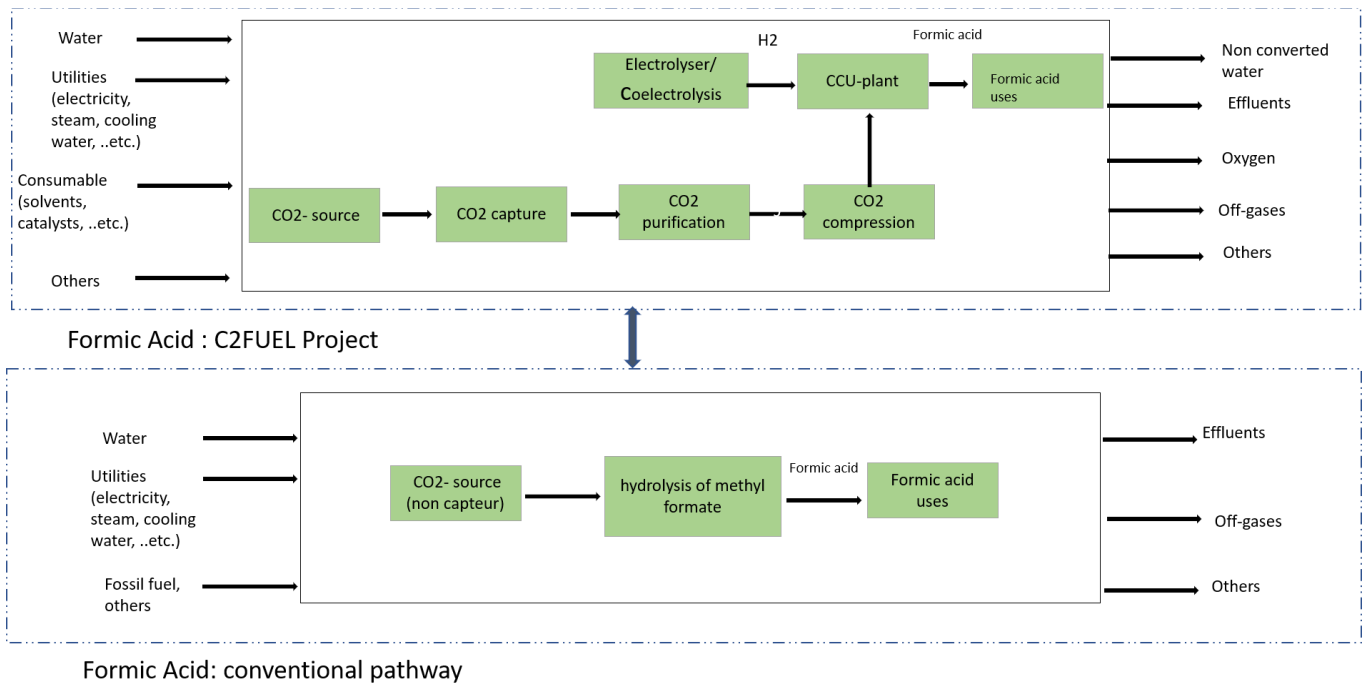 Water
Utilities
(electricity,
steam, cooling
water, ..etc.)
Consumable
(solvents,
catalysts, ..etc.)
Others
H2
Formic acid
Electrolyser/
Coelectrolysis
CCU-plant
Formic acid
uses
CO2- source
CO2 capture
CO2
purification
CO2
compression
Non converted
water
Effluents
Oxygen
Off-gases
Others
Formic Acid : C2FUEL Project
Water
Utilities
(electricity,
steam, cooling
water, ..etc.)
Fossil fuel,
others
CO2- source
(non capteur)
hydrolysis of methyl
formate
Formic acid
Formic acid
uses
Effluents
Off-gases
Others
Formic Acid: conventional pathway